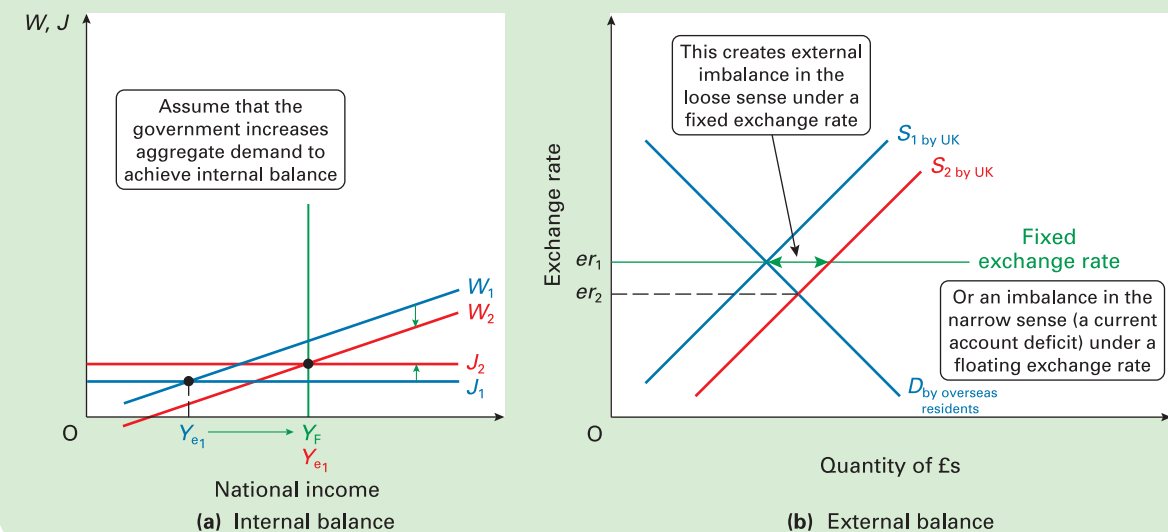 W, J
Assume that the
government increases
aggregate demand to
achieve internal balance
W1
W2
J2
J1
O
Ye1
YF
Ye1
National income
(a) Internal balance
Exchange rate
This creates external
imbalance in the
loose sense under a
fixed exchange rate
S1 by UK
S2 by UK
Fixed
exchange rate
er1
er2
Or an imbalance in the
narrow sense (a current
account deficit) under a
floating exchange rate
D by overseas
residents
O
Quantity of £s
(b) External balance